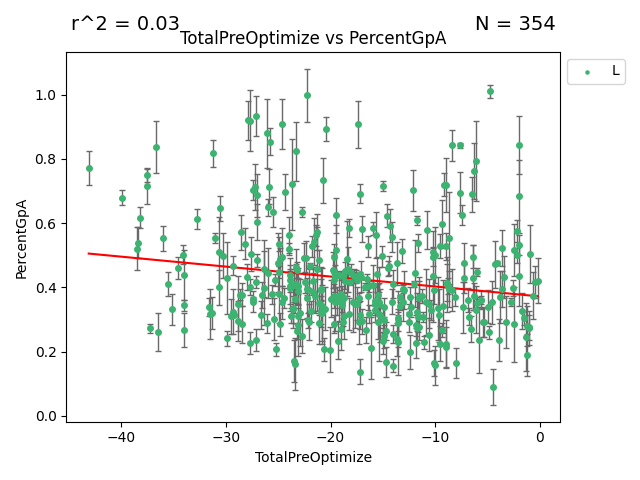 r^2 = 0.03
N = 354
TotalPreOptimize vs PercentGpA
L
PercentGpA
1.0
0.8
0.6
0.4
0.2
0.0
−40
−30
−20
−10
0
TotalPreOptimize